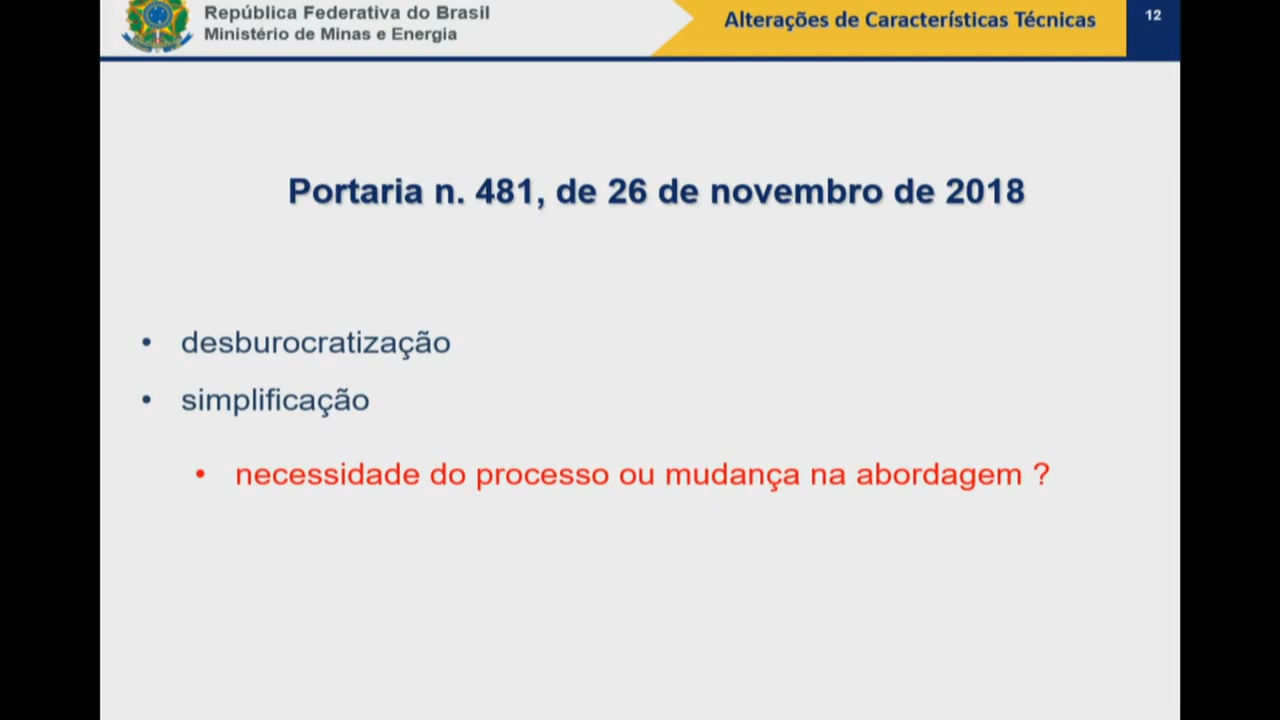 República Federativa do Brasil
Ministério de Minas e Energia
Alterações de Características Técnicas
12
Portaria n. 481, de 26 de novembro de 2018
• desburocratização
• simplificação
• necessidade do processo ou mudança na abordagem ?